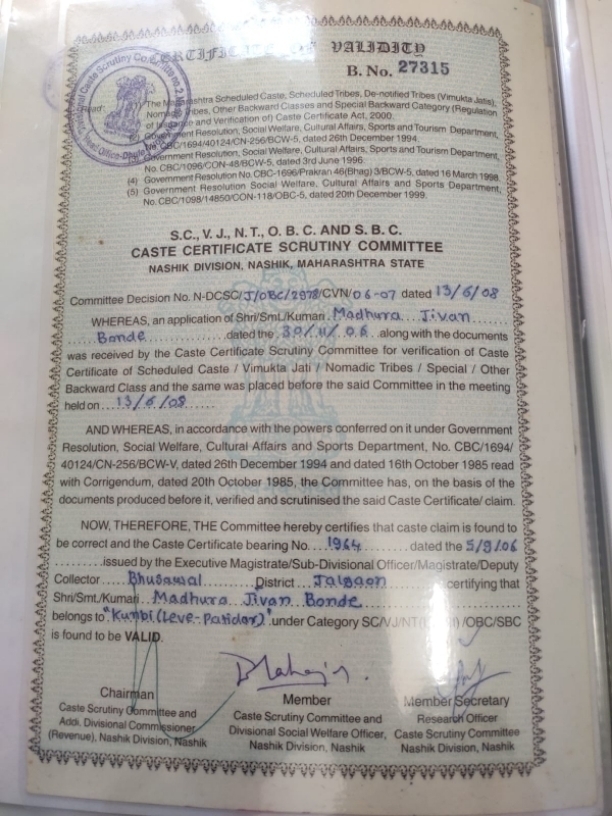 CERTIFICATE OF VALIDITY
B. No. 27315
Read:
The Maharashtra Scheduled Caste, Scheduled Tribes, De-notified Tribes (Vimukta Jatis),
Nomadic Tribes, Other Backward Classes and Special Backward Category (Regulation
of Issuance and Verification of) Caste Certificate Act, 2000.
Government Resolution, Social Welfare, Cultural Affairs, Sports and Tourism Department,
No. CBC/1694/40124/CN-256/BCW-5, dated 26th December 1994.
Government Resolution, Social Welfare, Cultural Affairs, Sports and Tourism Department,
No. CBC/1096/CON-48/BCW-5, dated 3rd June 1996.
(4) Government Resolution No. CBC-1696/Prakran 46(Bhag) 3/BCW-5, dated 16 March 1998.
(5) Government Resolution Social Welfare, Cultural Affairs and Sports Department,
No. CBC/1098/14850/CON-118/OBC-5, dated 20th December 1999.
S.C., V. J., N.T., O. B. C. AND S. B. C.
CASTE CERTIFICATE SCRUTINY COMMITTEE
NASHIK DIVISION, NASHIK, MAHARASHTRA STATE
Committee Decision No. N-DCSC/J/OBC/2978/CVN/06-07 dated 13/6/08
WHEREAS, an application of Shri/Smt./Kumari. Madhura Jivan
Bonde dated the 30/11/06 along with the documents
was received by the Caste Certificate Scrutiny Committee for verification of Caste
Certificate of Scheduled Caste / Vimukta Jati / Nomadic Tribes / Special / Other
Backward Class and the same was placed before the said Committee in the meeting
held on 13/6/08
AND WHEREAS, in accordance with the powers conferred on it under Government
Resolution, Social Welfare, Cultural Affairs and Sports Department, No. CBC/1694/
40124/CN-256/BCW-V, dated 26th December 1994 and dated 16th October 1985 read
with Corrigendum, dated 20th October 1985, the Committee has, on the basis of the
documents produced before it, verified and scrutinised the said Caste Certificate/ claim.
NOW, THEREFORE, THE Committee hereby certifies that caste claim is found to
be correct and the Caste Certificate bearing No. 1964 dated the 5/9/06
issued by the Executive Magistrate/Sub-Divisional Officer/Magistrate/Deputy
Collector Bhusawal District Jalgaon certifying that
Shri/Smt./Kumari. Madhura Jivan Bonde
belongs to "Kunbi (Leve-Patidar)" under Category SC/VJ/NT /OBC/SBC
is found to be VALID.
Chairman
Caste Scrutiny Committee and
Addi. Divisional Commissioner
(Revenue), Nashik Division, Nashik
Member
Caste Scrutiny Committee and
Divisional Social Welfare Officer,
Nashik Division, Nashik
Member Secretary
Research Officer
Caste Scrutiny Committee
Nashik Division, Nashik